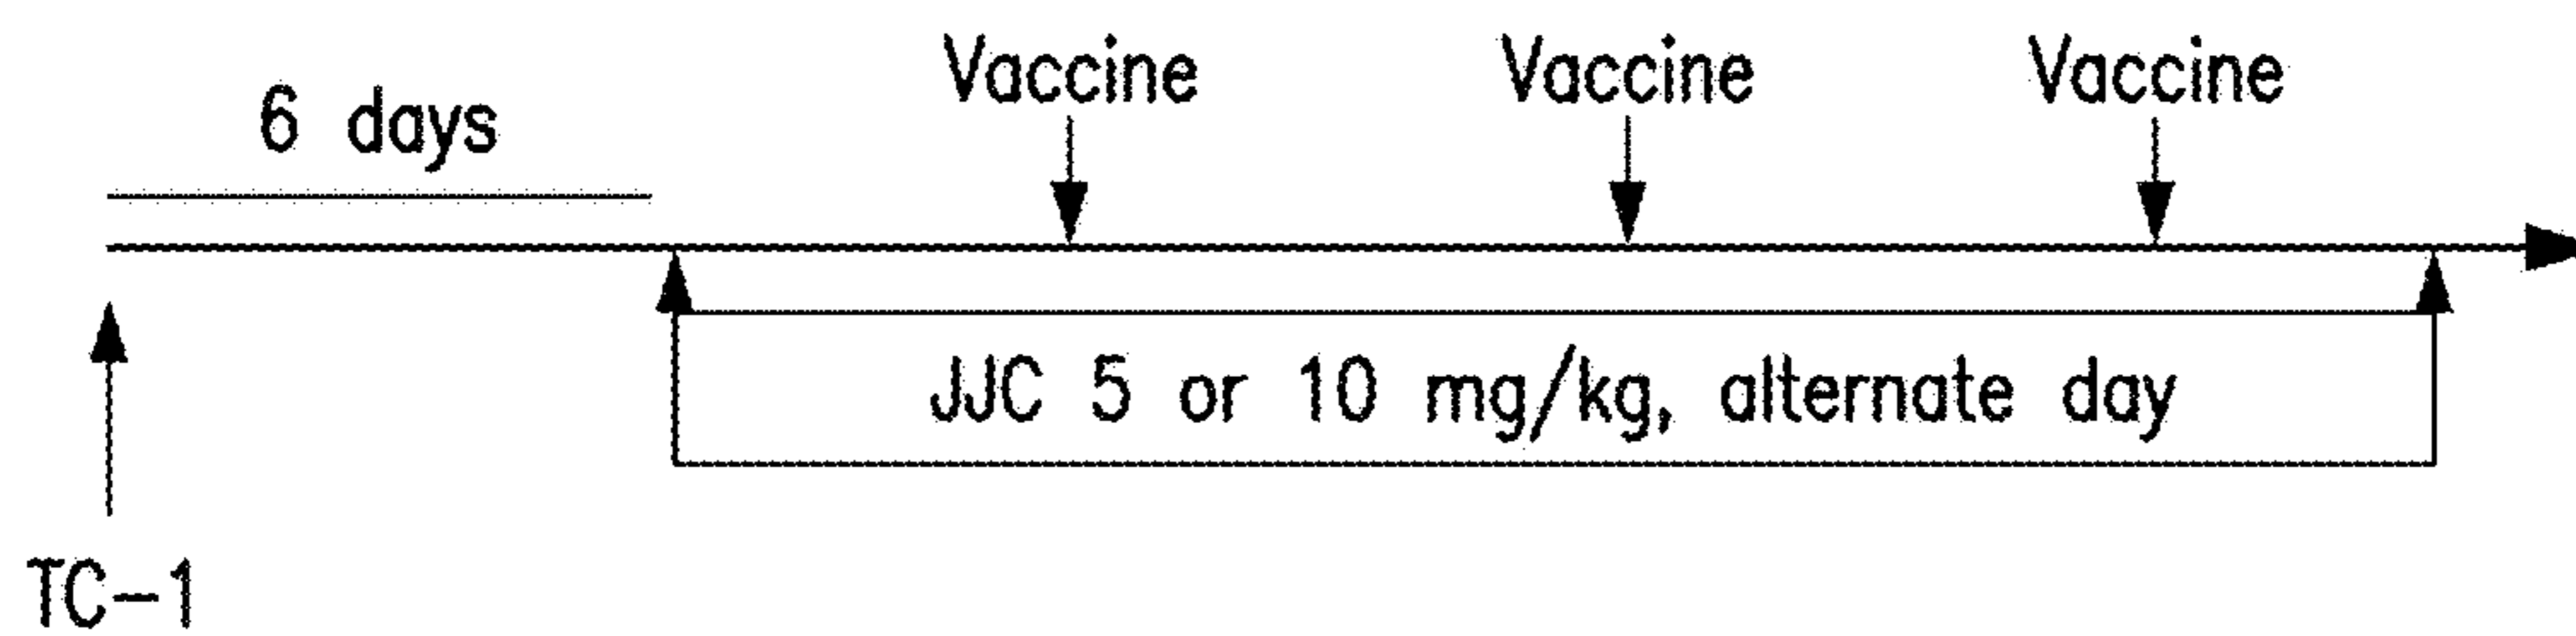 6 days
Vaccine
Vaccine
Vaccine
JJC 5 or 10 mg/kg, alternate day
TC-1